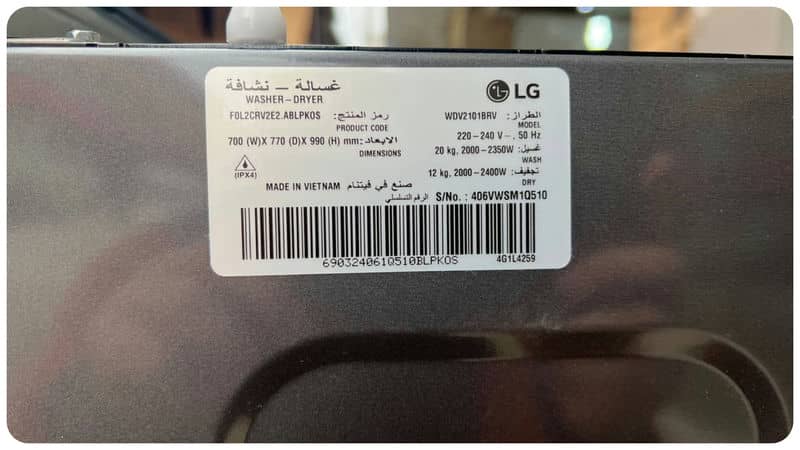 غسالة - نشافة
WASHER-DRYER
LG
F0L2CRV2E2.ABLPKOS رمز المنتج:
PRODUCT CODE
WDV2101BRV الطراز:
MODEL
220-240 V~. 50 Hz
700 (W)X 770 (D)X 990 (H) mm الابعاد:
DIMENSIONS
20 kg, 2000-2350W غسيل:
WASH
(IPX4)
12 kg, 2000-2400W تجفيف:
DRY
MADE IN VIETNAM صنع في فيتنام
الرقم التسلسلي S/No. : 406VWSM1Q510
690324061Q510BLPKOS
4G1L4259